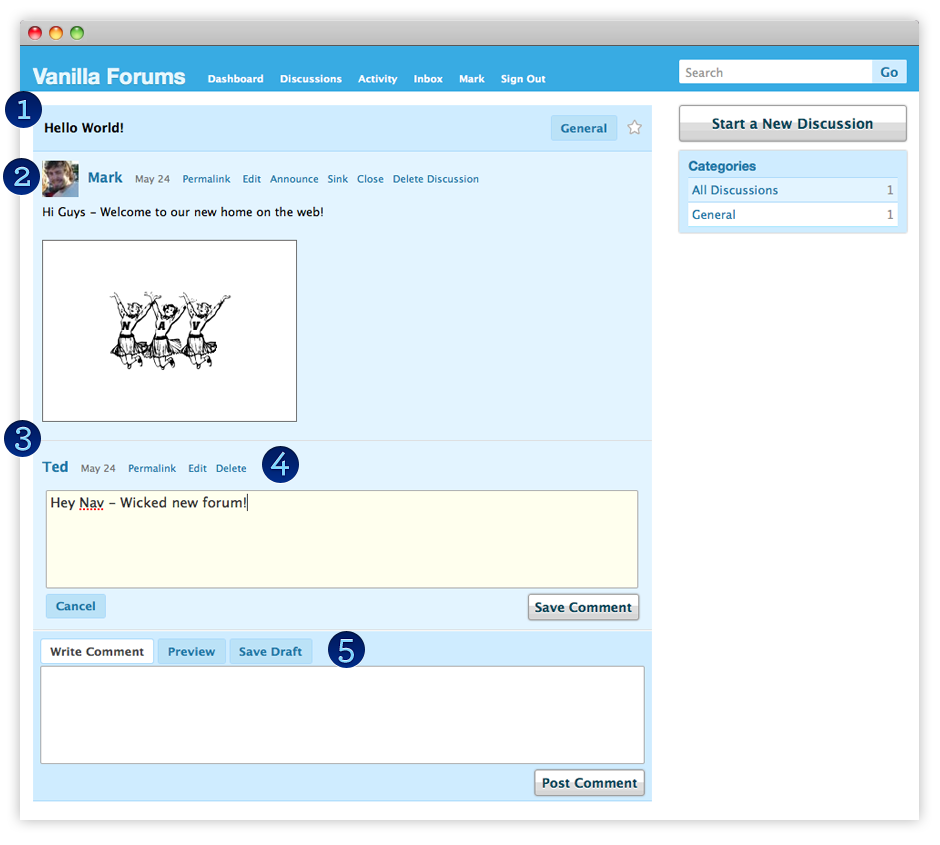 Vanilla Forums Dashboard Discussions Activity Inbox Mark Sign Out Search Go
1
Hello World! General
Start a New Discussion
Categories
All Discussions 1
General 1
2
Mark May 24 Permalink Edit Announce Sink Close Delete Discussion
Hi Guys – Welcome to our new home on the web!
N A V
3
Ted May 24 Permalink Edit Delete 4
Hey Nav – Wicked new forum!
Cancel Save Comment
Write Comment Preview Save Draft 5
Post Comment